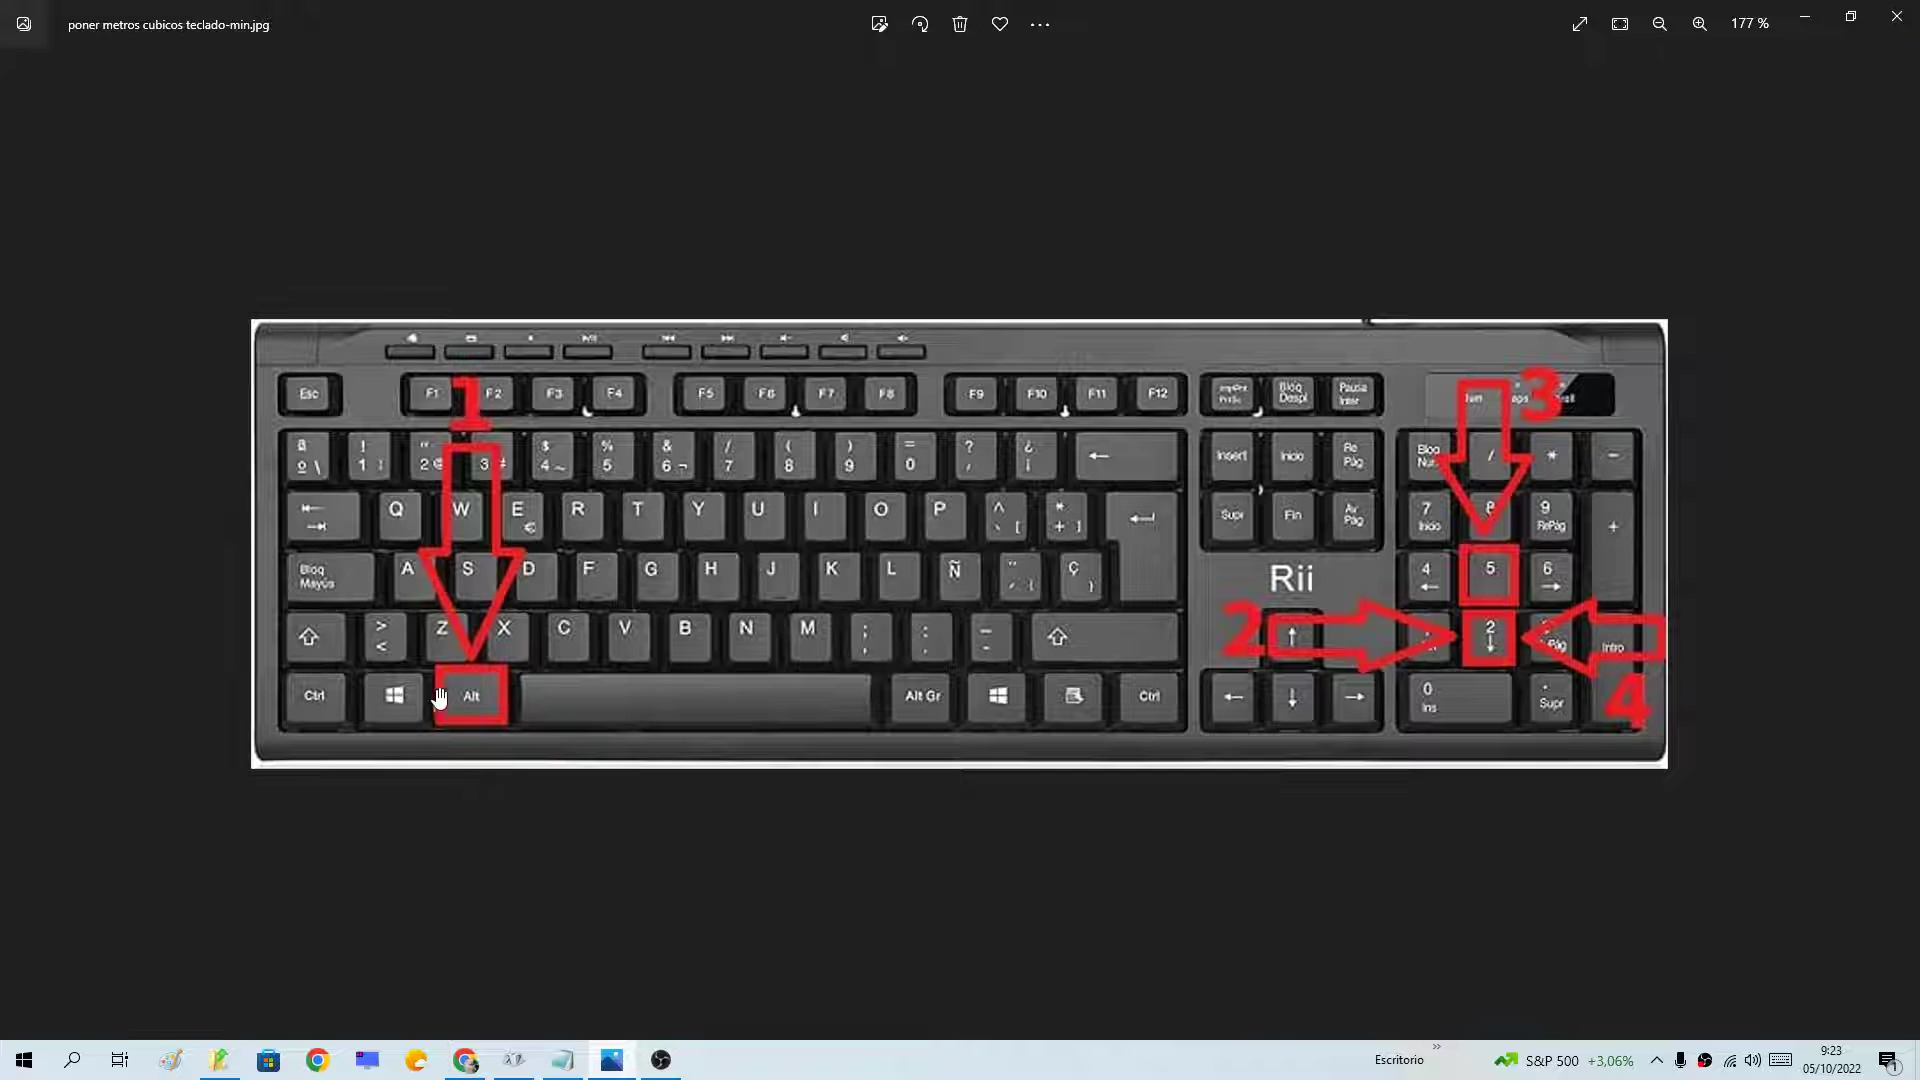 poner metros cubicos teclado-min.jpg
177 %
1
3
Esc F1 F2 F3 F4 F5 F6 F7 F8 F9 F10 F11 F12 Bloq Despl Pausa Inter
ª º \ ! 1 " 2 3 $ 4 ~ % 5 & 6 ¬ / 7 ( 8 ) 9 = 0 ? ¿ ¡ Insert Inicio Re Pág / * -
Q W E € R T Y U I O P ^ [ * + ] Supr Fin Av Pág 7 Inicio 8 9 RePág +
Bloq Mayús A S D F G H J K L Ñ { Ç } Rii 4 5 6
2
> < Z X C V B N M ; , : . - 2 Intro
Ctrl Alt Alt Gr Ctrl 0 Ins . Supr
4
Escritorio
S&P 500 +3,06%
9:23
05/10/2022
1